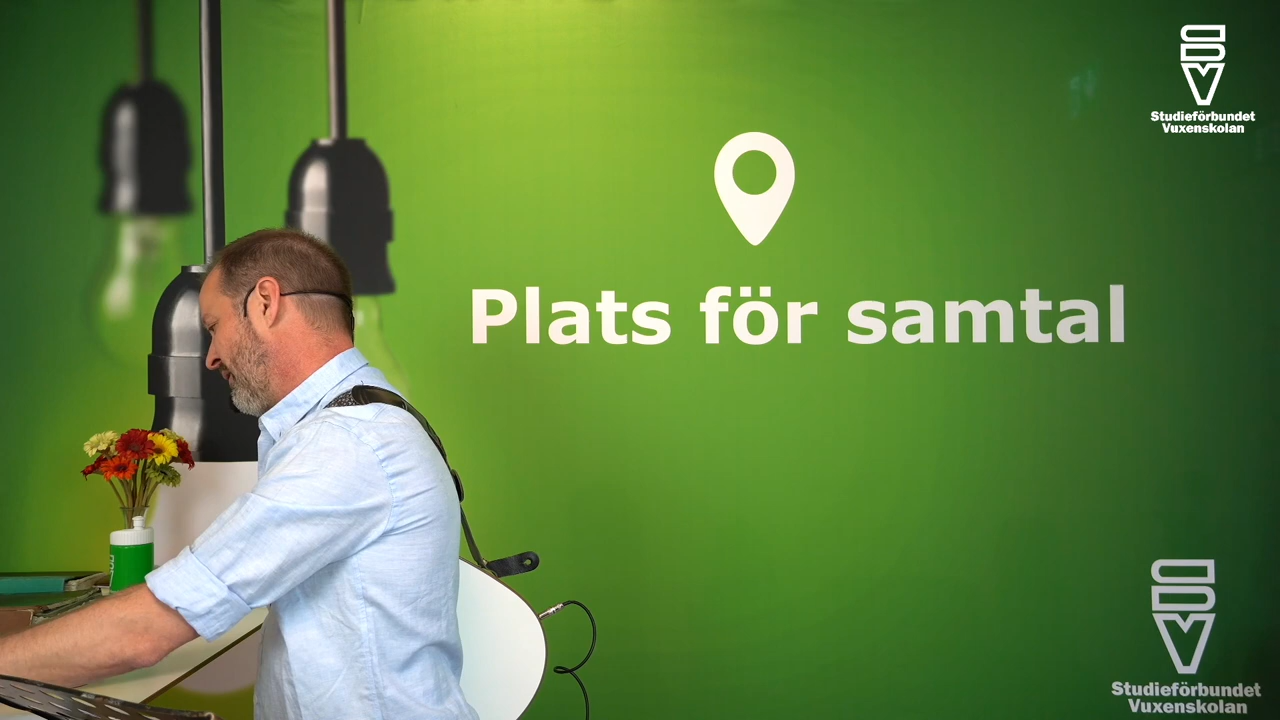 Studieförbundet
Vuxenskolan
Plats för samtal
Studieförbundet
Vuxenskolan